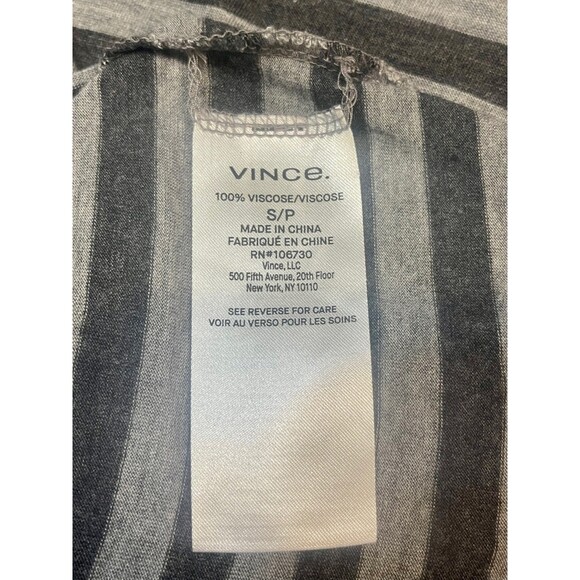 VINCe.
100% VISCOSE/VISCOSE
S/P
MADE IN CHINA
FABRIQUÉ EN CHINE
RN#106730
Vince, LLC
500 Fifth Avenue, 20th Floor
New York, NY 10110
SEE REVERSE FOR CARE
VOIR AU VERSO POUR LES SOINS